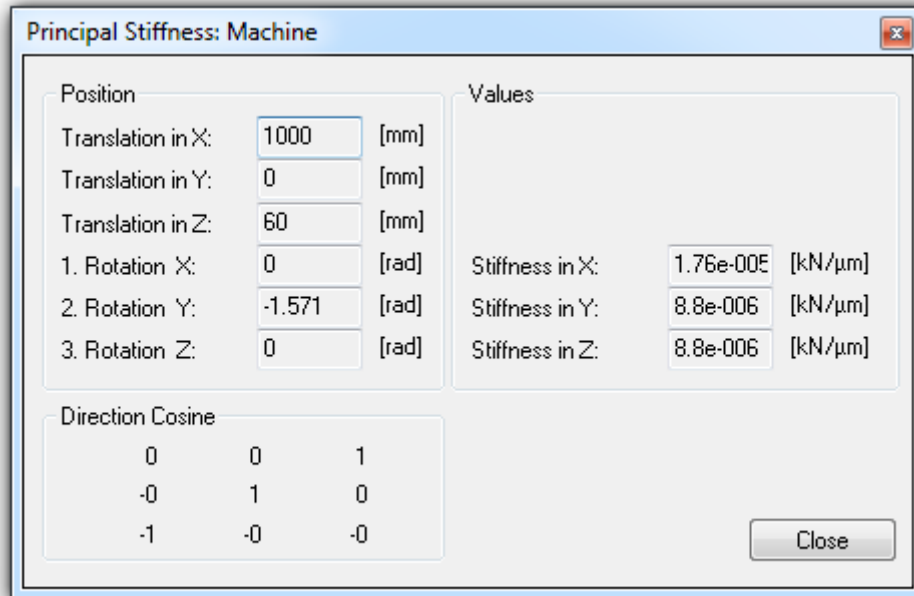 Principal Stiffness: Machine
Position
Translation in X: 1000 [mm]
Translation in Y: 0 [mm]
Translation in Z: 60 [mm]
1. Rotation X: 0 [rad]
2. Rotation Y: -1.571 [rad]
3. Rotation Z: 0 [rad]
Values
Stiffness in X: 1.76e-005 [kN/µm]
Stiffness in Y: 8.8e-006 [kN/µm]
Stiffness in Z: 8.8e-006 [kN/µm]
Direction Cosine
0 0 1
-0 1 0
-1 -0 -0
Close